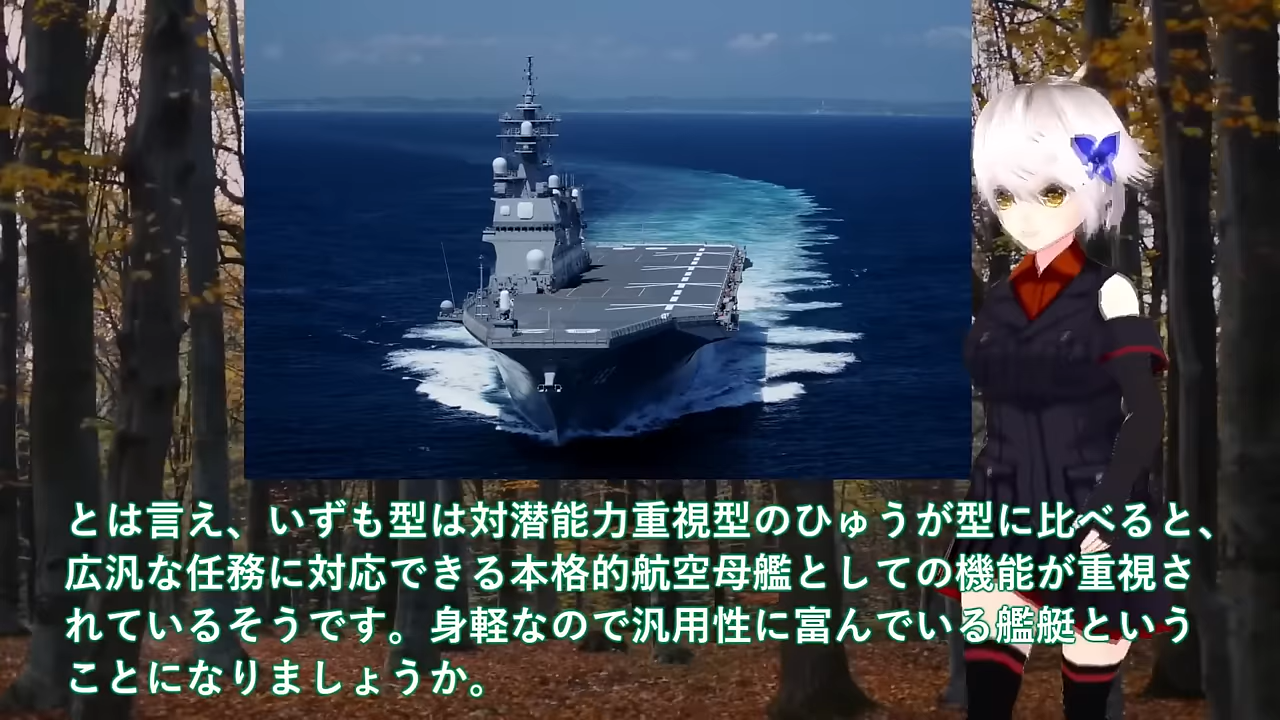 とは言え、いずも型は対潜能力重視型のひゅうが型に比べると、
広汎な任務に対応できる本格的航空母艦としての機能が重視さ
れているそうです。身軽なので汎用性に富んでいる艦艇という
ことになりましょうか。